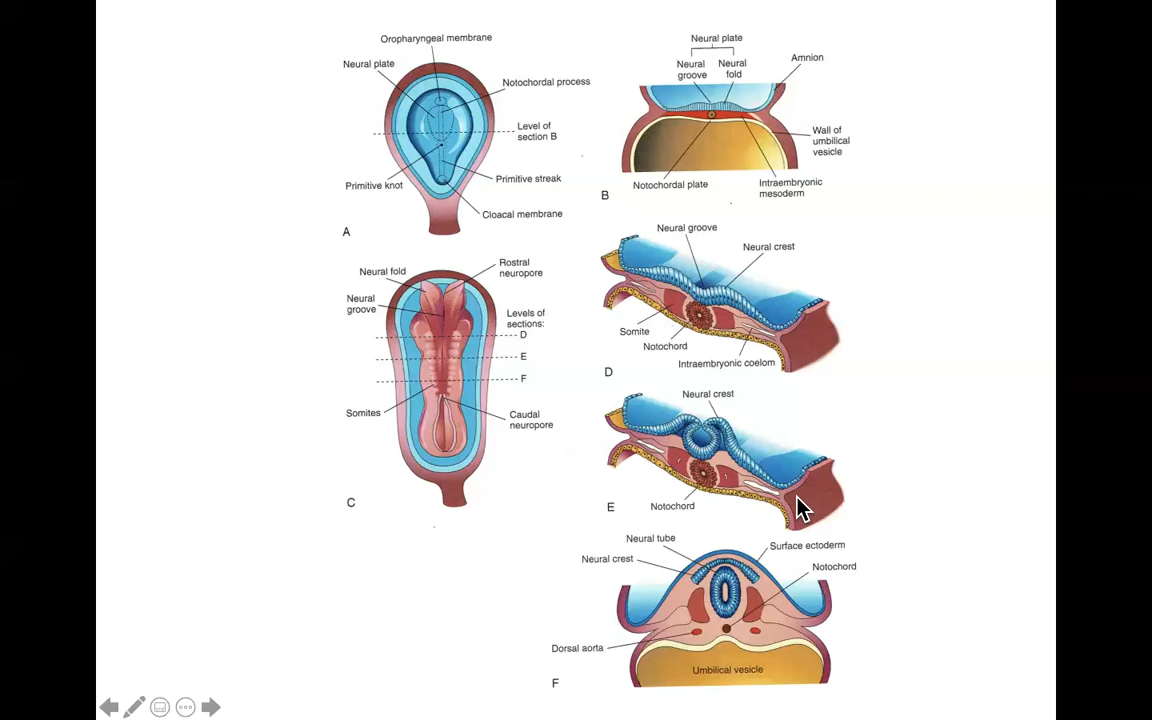 Oropharyngeal membrane
Neural plate
Notochordal process
Level of
section B
Primitive knot
Primitive streak
Cloacal membrane
A
Neural plate
Neural
groove
Neural
fold
Amnion
Wall of
umbilical
vesicle
Notochordal plate
Intraembryonic
mesoderm
B
Neural fold
Rostral
neuropore
Neural
groove
Levels of
sections:
D
E
F
Somites
Caudal
neuropore
C
Neural groove
Neural crest
Somite
Notochord
Intraembryonic coelom
D
Neural crest
Notochord
E
Neural tube
Neural crest
Surface ectoderm
Notochord
Dorsal aorta
Umbilical vesicle
F